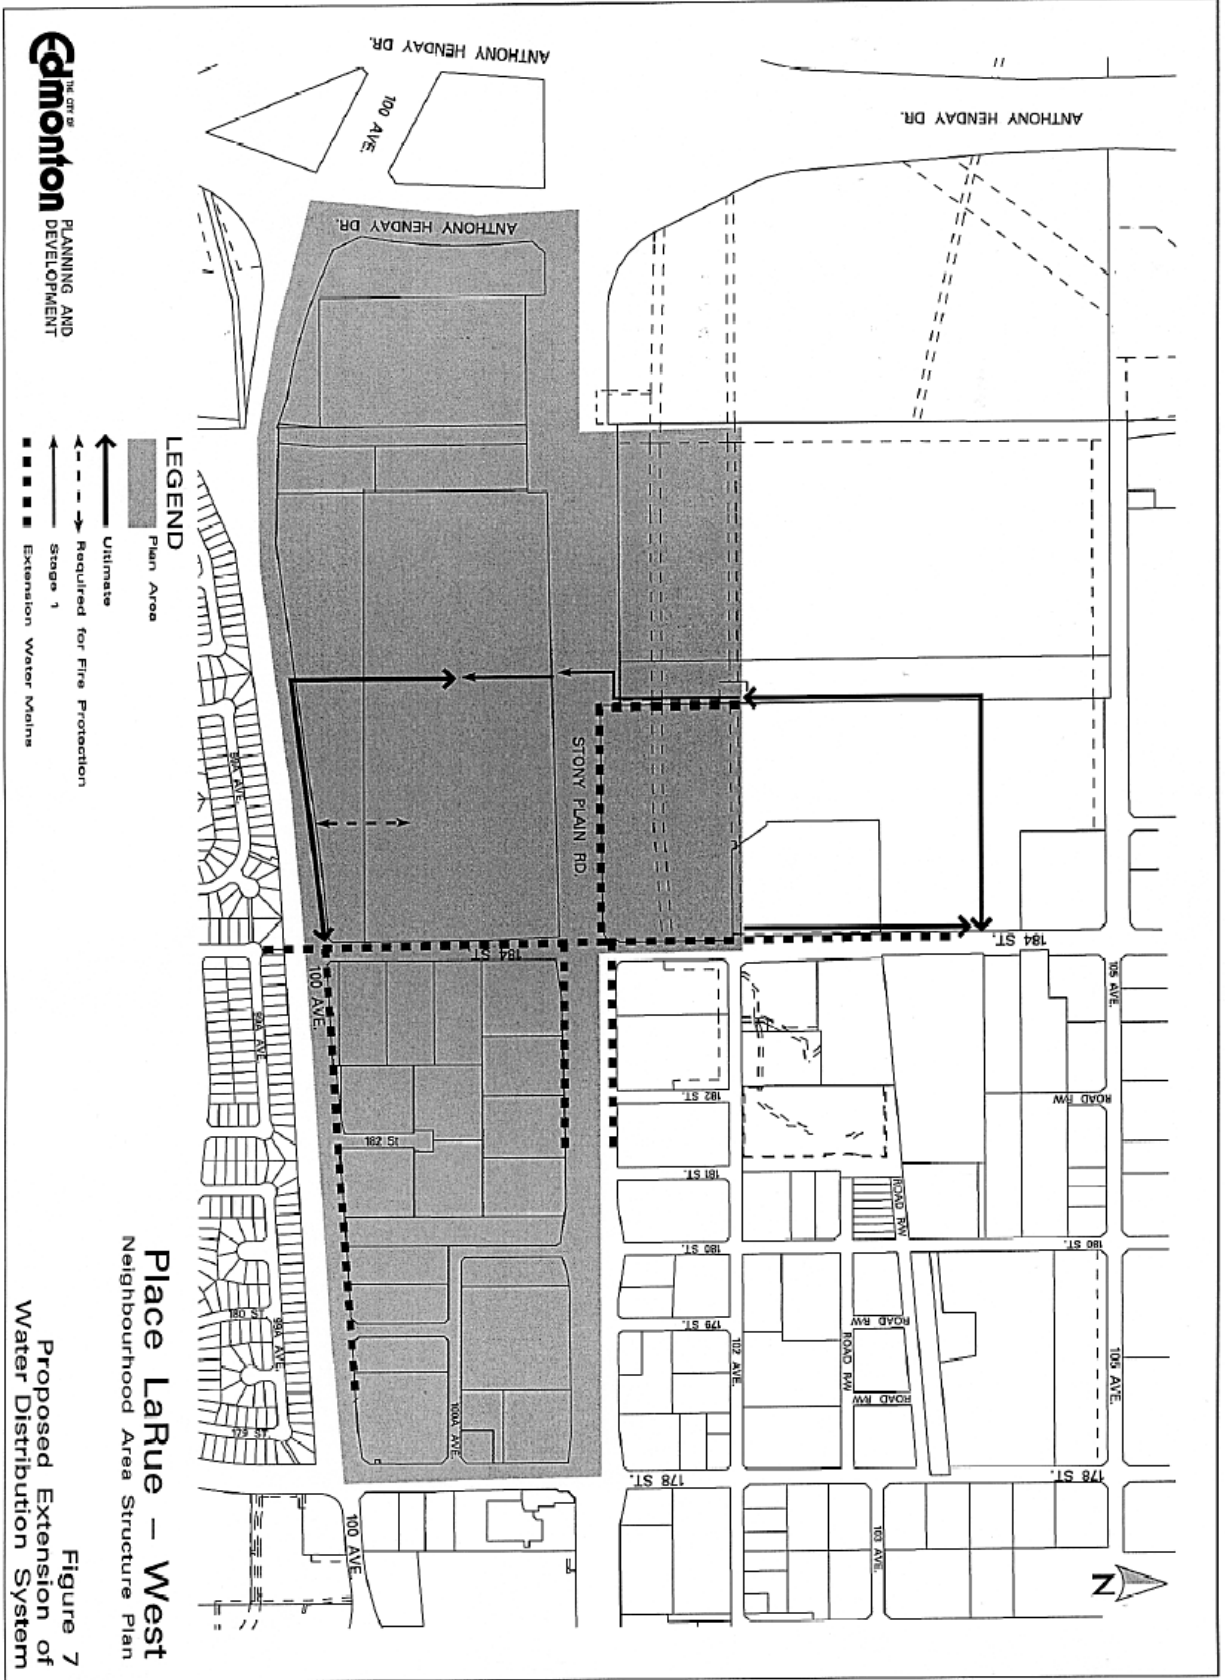 ANTHONY HENDAY DR.
100 AVE.
ANTHONY HENDAY DR.
ANTHONY HENDAY DR.
STONY PLAIN RD.
184 ST.
184 ST.
100 AVE.
105 AVE.
ROAD R/W
182 ST.
182 St
181 ST.
ROAD R/W
180 ST.
180 ST.
179 ST.
ROAD R/W
ROAD R/W
ROAD R/W
102 AVE.
105 AVE.
100A AVE
178 ST.
178 ST.
103 AVE.
100 AVE.
99A AVE.
99A AVE.
99A AVE.
180 ST.
179 ST.
N
LEGEND
Plan Area
Ultimate
Required for Fire Protection
Stage 1
Extension Water Mains
THE CITY OF
Edmonton
PLANNING AND
DEVELOPMENT
Place LaRue – West
Neighbourhood Area Structure Plan
Figure 7
Proposed Extension of
Water Distribution System